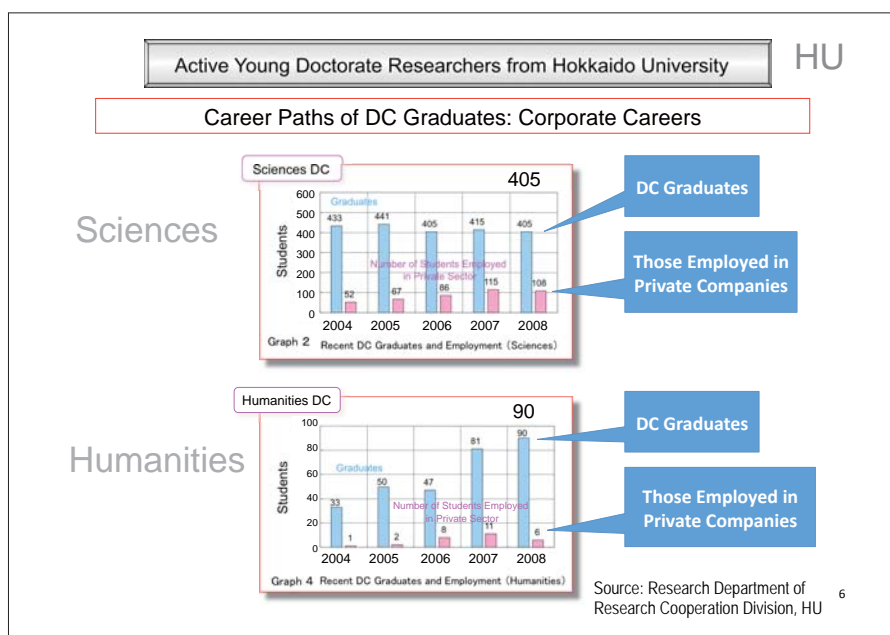 HU
Active Young Doctorate Researchers from Hokkaido University
Career Paths of DC Graduates: Corporate Careers
Sciences
Sciences DC
405
Students
600
500
400
300
200
100
0
Graduates
433 441 405 415 405
Number of Students Employed
in Private Sector
52 67 86 115 108
2004 2005 2006 2007 2008
Graph 2 Recent DC Graduates and Employment (Sciences)
DC Graduates
Those Employed in
Private Companies
Humanities
Humanities DC
90
Students
100
80
60
40
20
0
Graduates
33 50 47 81 90
Number of Students Employed
in Private Sector
1 2 8 11 6
2004 2005 2006 2007 2008
Graph 4 Recent DC Graduates and Employment (Humanities)
DC Graduates
Those Employed in
Private Companies
Source: Research Department of
Research Cooperation Division, HU
6